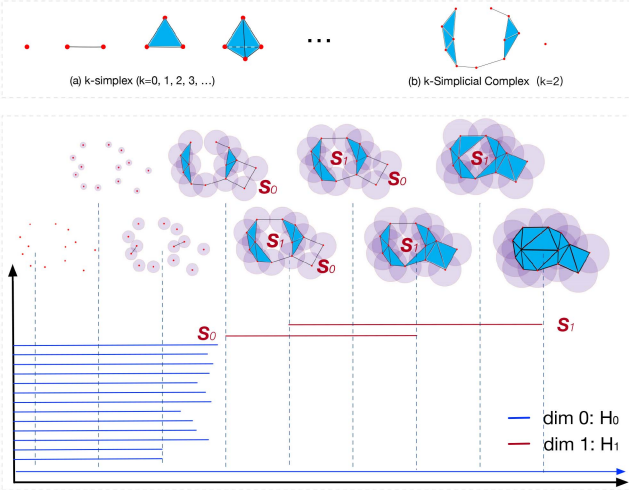 ...
(a) k-simplex (k=0, 1, 2, 3, ...)
(b) k-Simplicial Complex (k=2)
S₀
S₁
S₀
S₁
S₁
S₀
S₁
S₀
S₁
dim 0: H₀
dim 1: H₁